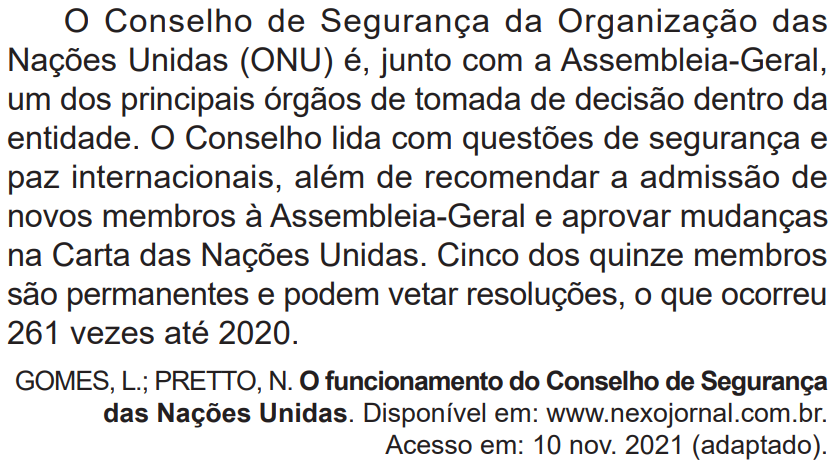 O Conselho de Segurança da Organização das
Nações Unidas (ONU) é, junto com a Assembleia-Geral,
um dos principais órgãos de tomada de decisão dentro da
entidade. O Conselho lida com questões de segurança e
paz internacionais, além de recomendar a admissão de
novos membros à Assembleia-Geral e aprovar mudanças
na Carta das Nações Unidas. Cinco dos quinze membros
são permanentes e podem vetar resoluções, o que ocorreu
261 vezes até 2020.
GOMES, L.; PRETTO, N. O funcionamento do Conselho de Segurança
das Nações Unidas. Disponível em: www.nexojornal.com.br.
Acesso em: 10 nov. 2021 (adaptado).